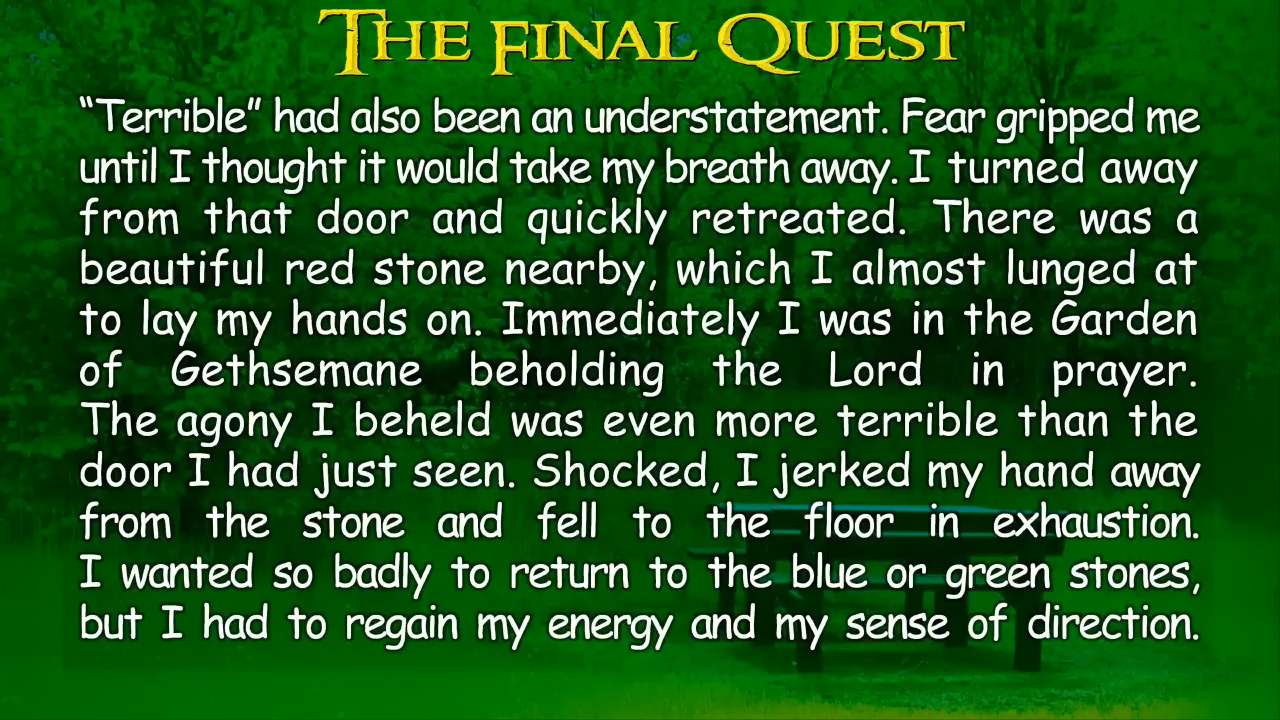 The Final Quest
“Terrible” had also been an understatement. Fear gripped me
until I thought it would take my breath away. I turned away
from that door and quickly retreated. There was a
beautiful red stone nearby, which I almost lunged at
to lay my hands on. Immediately I was in the Garden
of Gethsemane beholding the Lord in prayer.
The agony I beheld was even more terrible than the
door I had just seen. Shocked, I jerked my hand away
from the stone and fell to the floor in exhaustion.
I wanted so badly to return to the blue or green stones,
but I had to regain my energy and my sense of direction.